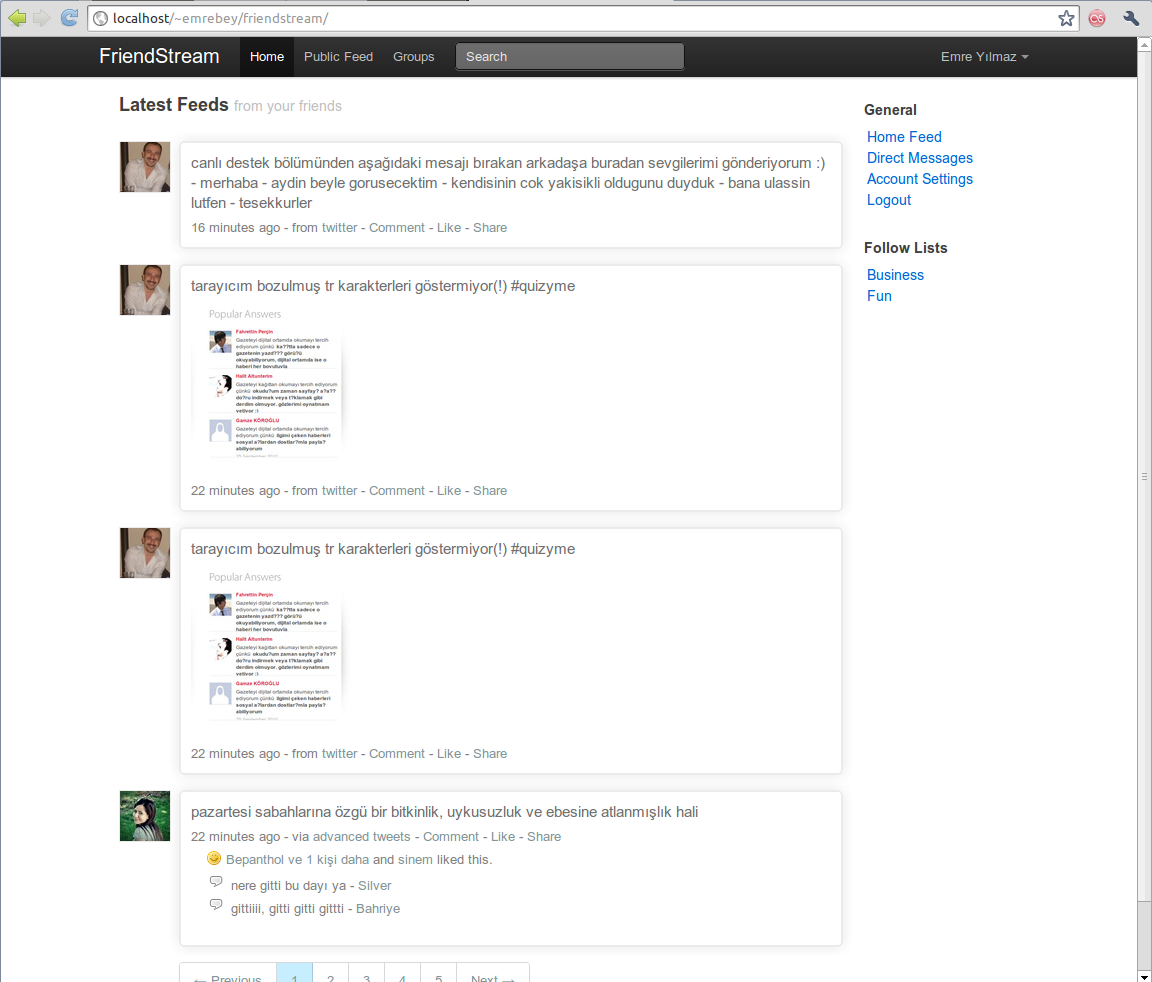 localhost/~emrebey/friendstream/
FriendStream Home Public Feed Groups Search Emre Yılmaz
Latest Feeds from your friends
canlı destek bölümünden aşağıdaki mesajı bırakan arkadaşa buradan sevgilerimi gönderiyorum :)
- merhaba - aydin beyle gorusecektim - kendisinin cok yakisikli oldugunu duyduk - bana ulassin
lutfen - tesekkurler
16 minutes ago - from twitter - Comment - Like - Share
tarayıcım bozulmuş tr karakterleri göstermiyor(!) #quizyme
Popular Answers
Fahrettin Perşin
Gazeteyi dijital ortamda okumayı tercih
ediyorum çünkü ka??tta sadece o
gazetenin yazd??? görü?ü
okuyabiliyorum, dijital ortamda ise o
haberi her
Halit Altunterim
Gazeteyi kağıttan okumayı tercih ediyorum
çünkü okudu?um zaman sayfay? a?a??
do?ru indirmek veya t?klamak gibi
derdim olmuyor. gözlerimi oynatmam
yetiyor :)
Gamze KÖROĞLU
Gazeteyi dijital ortamda okumayı tercih
ediyorum çünkü ilgimi çeken haberleri
sosyal a?lardan dostlar?mla payla?
abiliyorum
22 minutes ago - from twitter - Comment - Like - Share
tarayıcım bozulmuş tr karakterleri göstermiyor(!) #quizyme
Popular Answers
Fahrettin Perşin
Gazeteyi dijital ortamda okumayı tercih
ediyorum çünkü ka??tta sadece o
gazetenin yazd??? görü?ü
okuyabiliyorum, dijital ortamda ise o
haberi her
Halit Altunterim
Gazeteyi kağıttan okumayı tercih ediyorum
çünkü okudu?um zaman sayfay? a?a??
do?ru indirmek veya t?klamak gibi
derdim olmuyor. gözlerimi oynatmam
yetiyor :)
Gamze KÖROĞLU
Gazeteyi dijital ortamda okumayı tercih
ediyorum çünkü ilgimi çeken haberleri
sosyal a?lardan dostlar?mla payla?
abiliyorum
22 minutes ago - from twitter - Comment - Like - Share
pazartesi sabahlarına özgü bir bitkinlik, uykusuzluk ve ebesine atlanmışlık hali
22 minutes ago - via advanced tweets - Comment - Like - Share
Bepanthol ve 1 kişi daha and sinem liked this.
nere gitti bu dayı ya - Silver
gittiiii, gitti gitti gittti - Bahriye
← Previous 1 2 3 4 5 Next →
General
Home Feed
Direct Messages
Account Settings
Logout
Follow Lists
Business
Fun